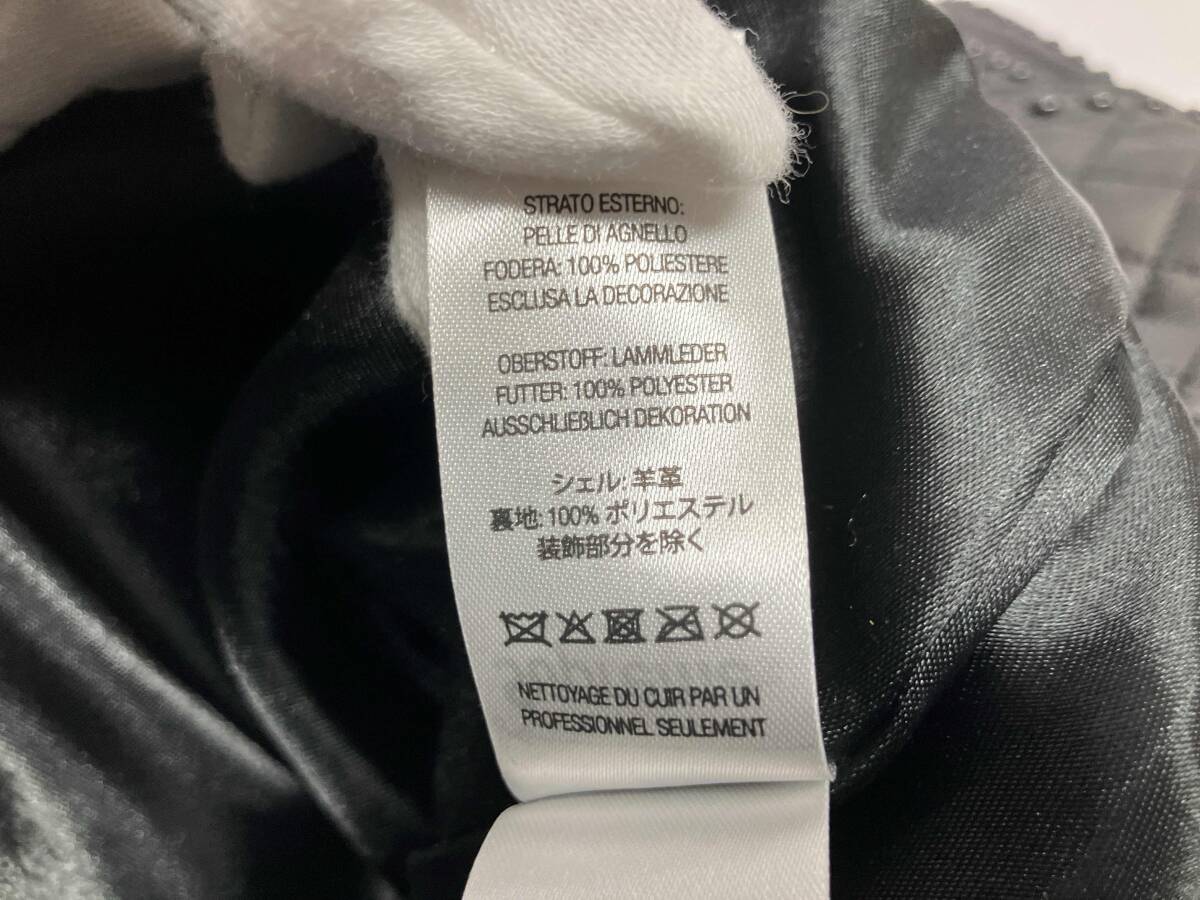 STRATO ESTERNO:
PELLE DI AGNELLO
FODERA: 100% POLIESTERE
ESCLUSA LA DECORAZIONE
OBERSTOFF: LAMMLEDER
FUTTER: 100% POLYESTER
AUSSCHLIEßLICH DEKORATION
シェル: 羊革
裏地: 100% ポリエステル
装飾部分を除く
NETTOYAGE DU CUIR PAR UN
PROFESSIONNEL SEULEMENT